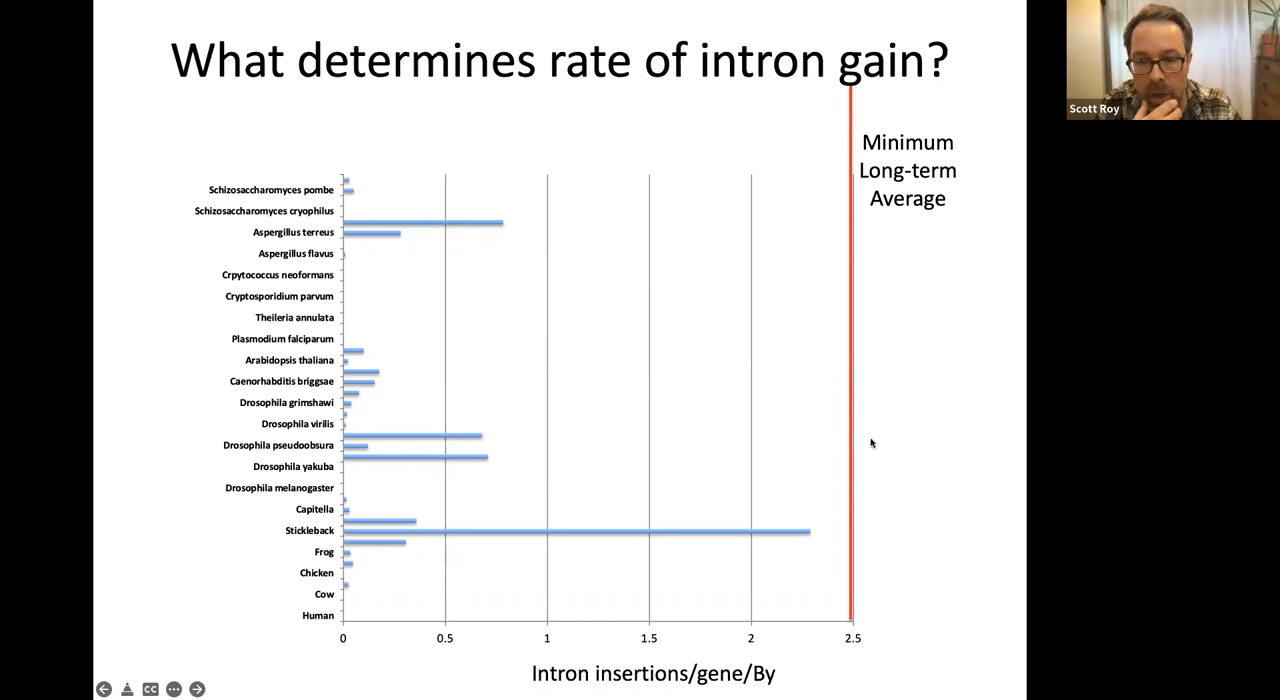 What determines rate of intron gain?
Scott Roy
Minimum
Long-term
Average
Schizosaccharomyces pombe
Schizosaccharomyces cryophilus
Aspergillus terreus
Aspergillus flavus
Crpytococcus neoformans
Cryptosporidium parvum
Theileria annulata
Plasmodium falciparum
Arabidopsis thaliana
Caenorhabditis briggsae
Drosophila grimshawi
Drosophila virilis
Drosophila pseudoobsura
Drosophila yakuba
Drosophila melanogaster
Capitella
Stickleback
Frog
Chicken
Cow
Human
0 0.5 1 1.5 2 2.5
Intron insertions/gene/By
CC